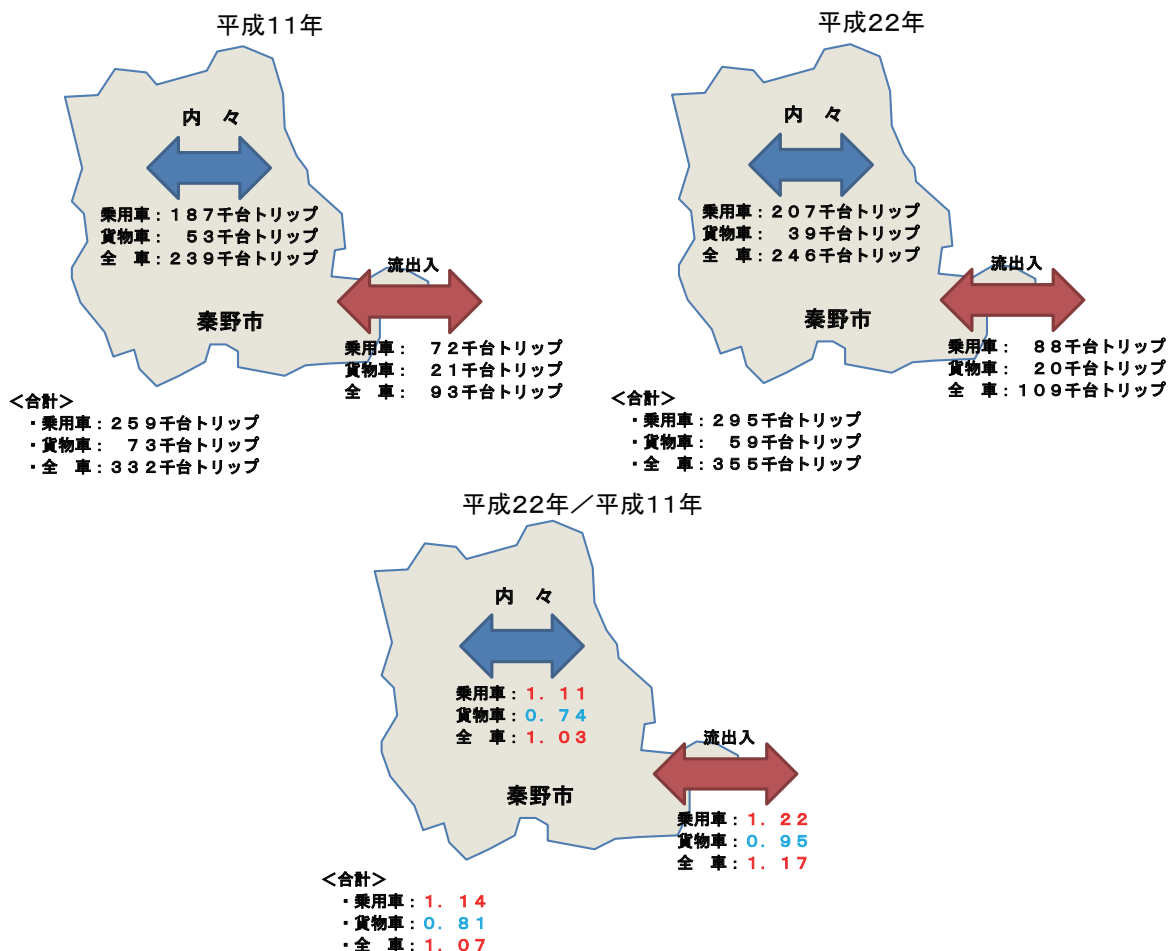 平成11年
内　々
乗用車：１８７千台トリップ
貨物車：　５３千台トリップ
全　車：２３９千台トリップ
流出入
秦野市
乗用車：　７２千台トリップ
貨物車：　２１千台トリップ
全　車：　９３千台トリップ
＜合計＞
・乗用車：２５９千台トリップ
・貨物車：　７３千台トリップ
・全　車：３３２千台トリップ
平成22年
内　々
乗用車：２０７千台トリップ
貨物車：　３９千台トリップ
全　車：２４６千台トリップ
流出入
秦野市
乗用車：　８８千台トリップ
貨物車：　２０千台トリップ
全　車：１０９千台トリップ
＜合計＞
・乗用車：２９５千台トリップ
・貨物車：　５９千台トリップ
・全　車：３５５千台トリップ
平成22年／平成11年
内　々
乗用車：１．１１
貨物車：０．７４
全　車：１．０３
流出入
秦野市
乗用車：１．２２
貨物車：０．９５
全　車：１．１７
＜合計＞
・乗用車：１．１４
・貨物車：０．８１
・全　車：１．０７